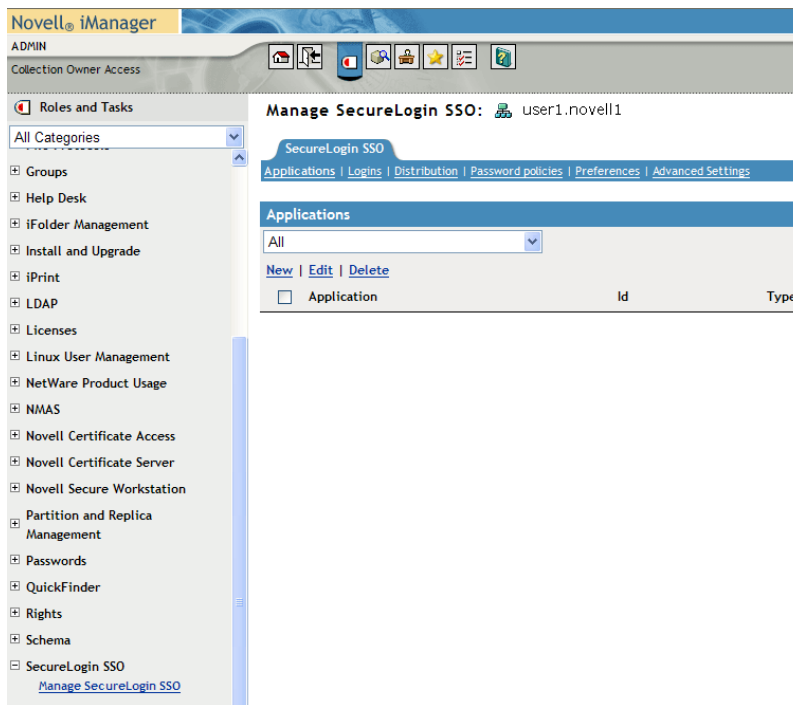 Novell® iManager
ADMIN
Collection Owner Access
Roles and Tasks
All Categories
Groups
Help Desk
iFolder Management
Install and Upgrade
iPrint
LDAP
Licenses
Linux User Management
NetWare Product Usage
NMAS
Novell Certificate Access
Novell Certificate Server
Novell Secure Workstation
Partition and Replica
Management
Passwords
QuickFinder
Rights
Schema
SecureLogin SSO
Manage SecureLogin SSO
Manage SecureLogin SSO: user1.novell1
SecureLogin SSO
Applications | Logins | Distribution | Password policies | Preferences | Advanced Settings
Applications
All
New | Edit | Delete
Application Id Type